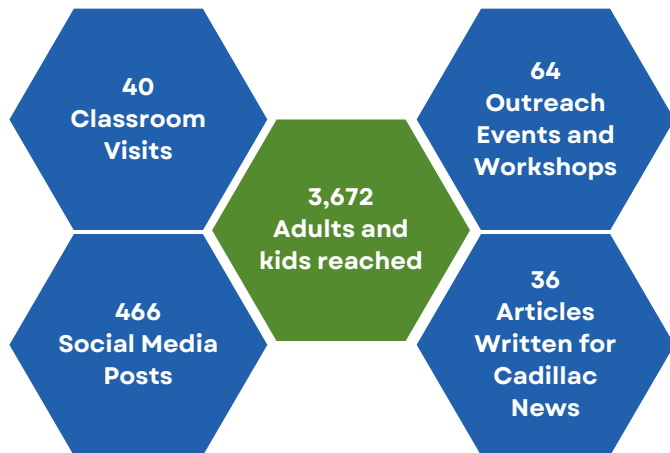 40
Classroom
Visits
64
Outreach
Events and
Workshops
3,672
Adults and
kids reached
466
Social Media
Posts
36
Articles
Written for
Cadillac
News